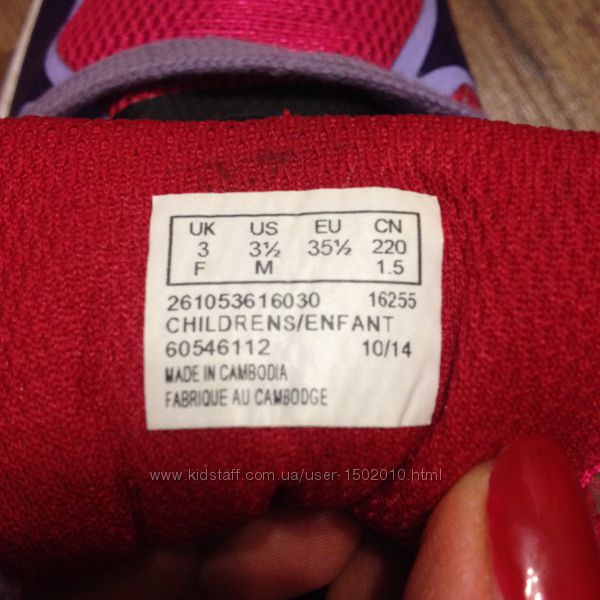 UK US EU CN
3 3½ 35½ 220
F M 1.5
261053616030 16255
CHILDRENS/ENFANT
60546112 10/14
MADE IN CAMBODIA
FABRIQUE AU CAMBODGE
www.kidstaff.com.ua/user-1502010.html